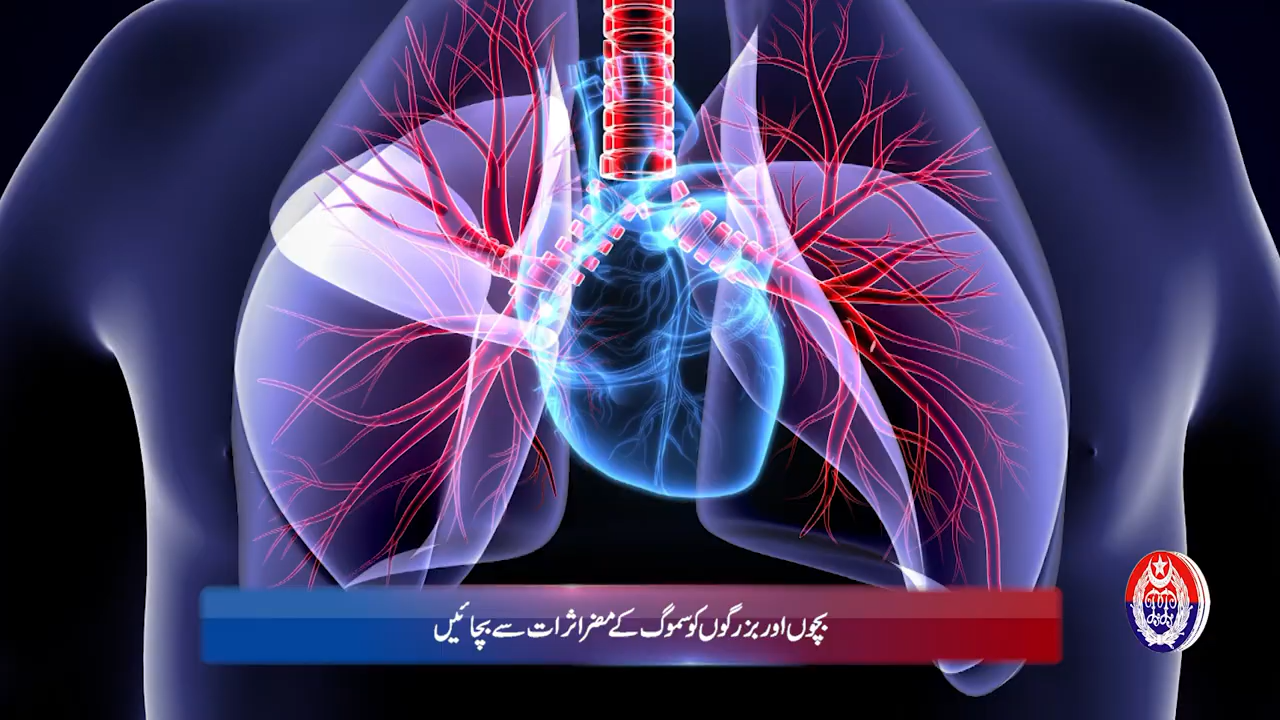 بچوں اور بزرگوں کو سموگ کے مضر اثرات سے بچائیں